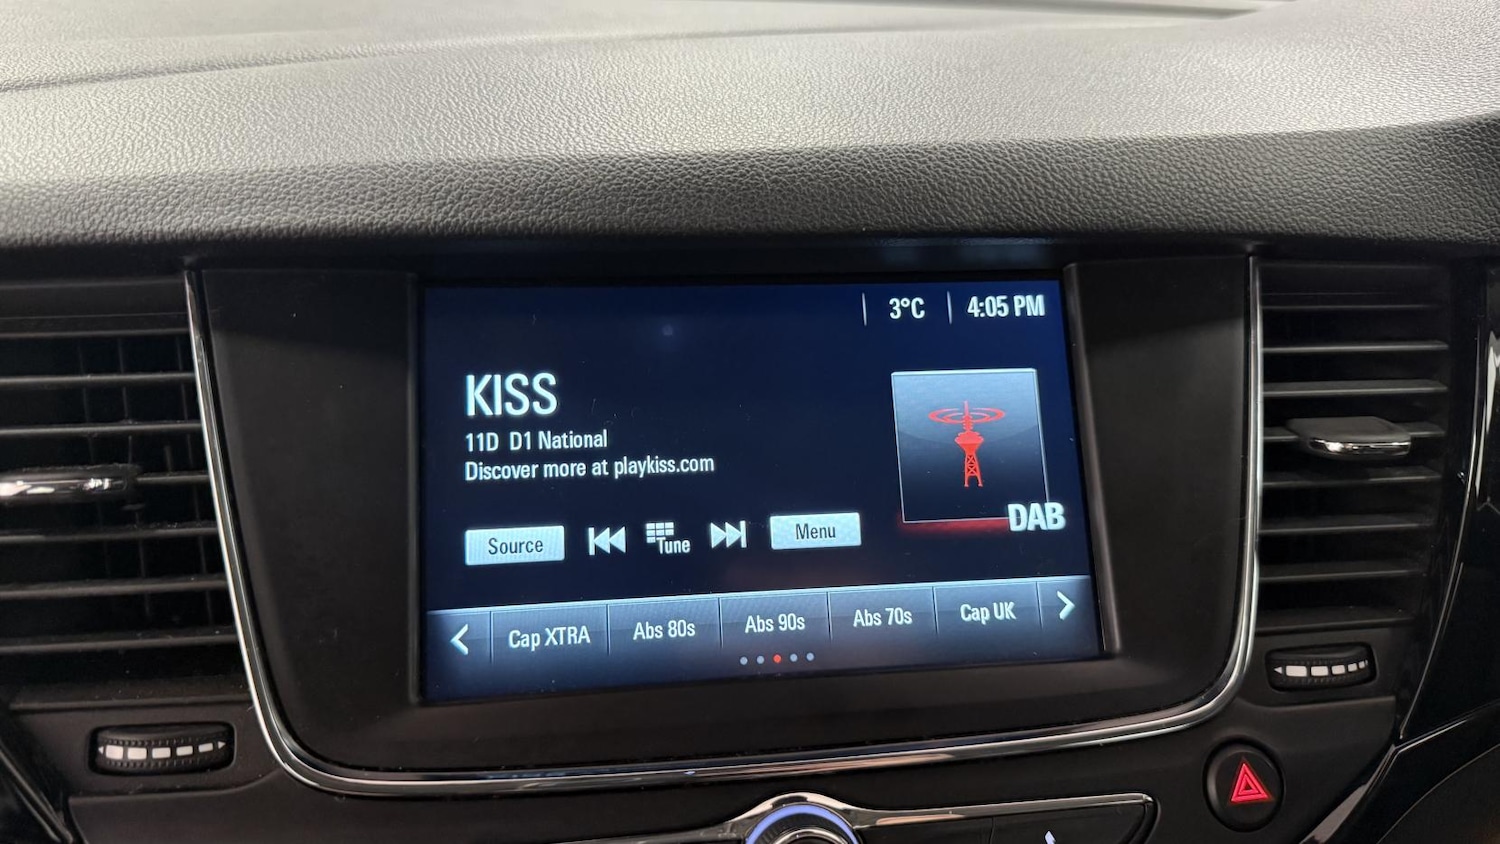 3°C
4:05 PM
KISS
11D D1 National
Discover more at playkiss.com
DAB
Source
Tune
Menu
Cap XTRA
Abs 80s
Abs 90s
Abs 70s
Cap UK